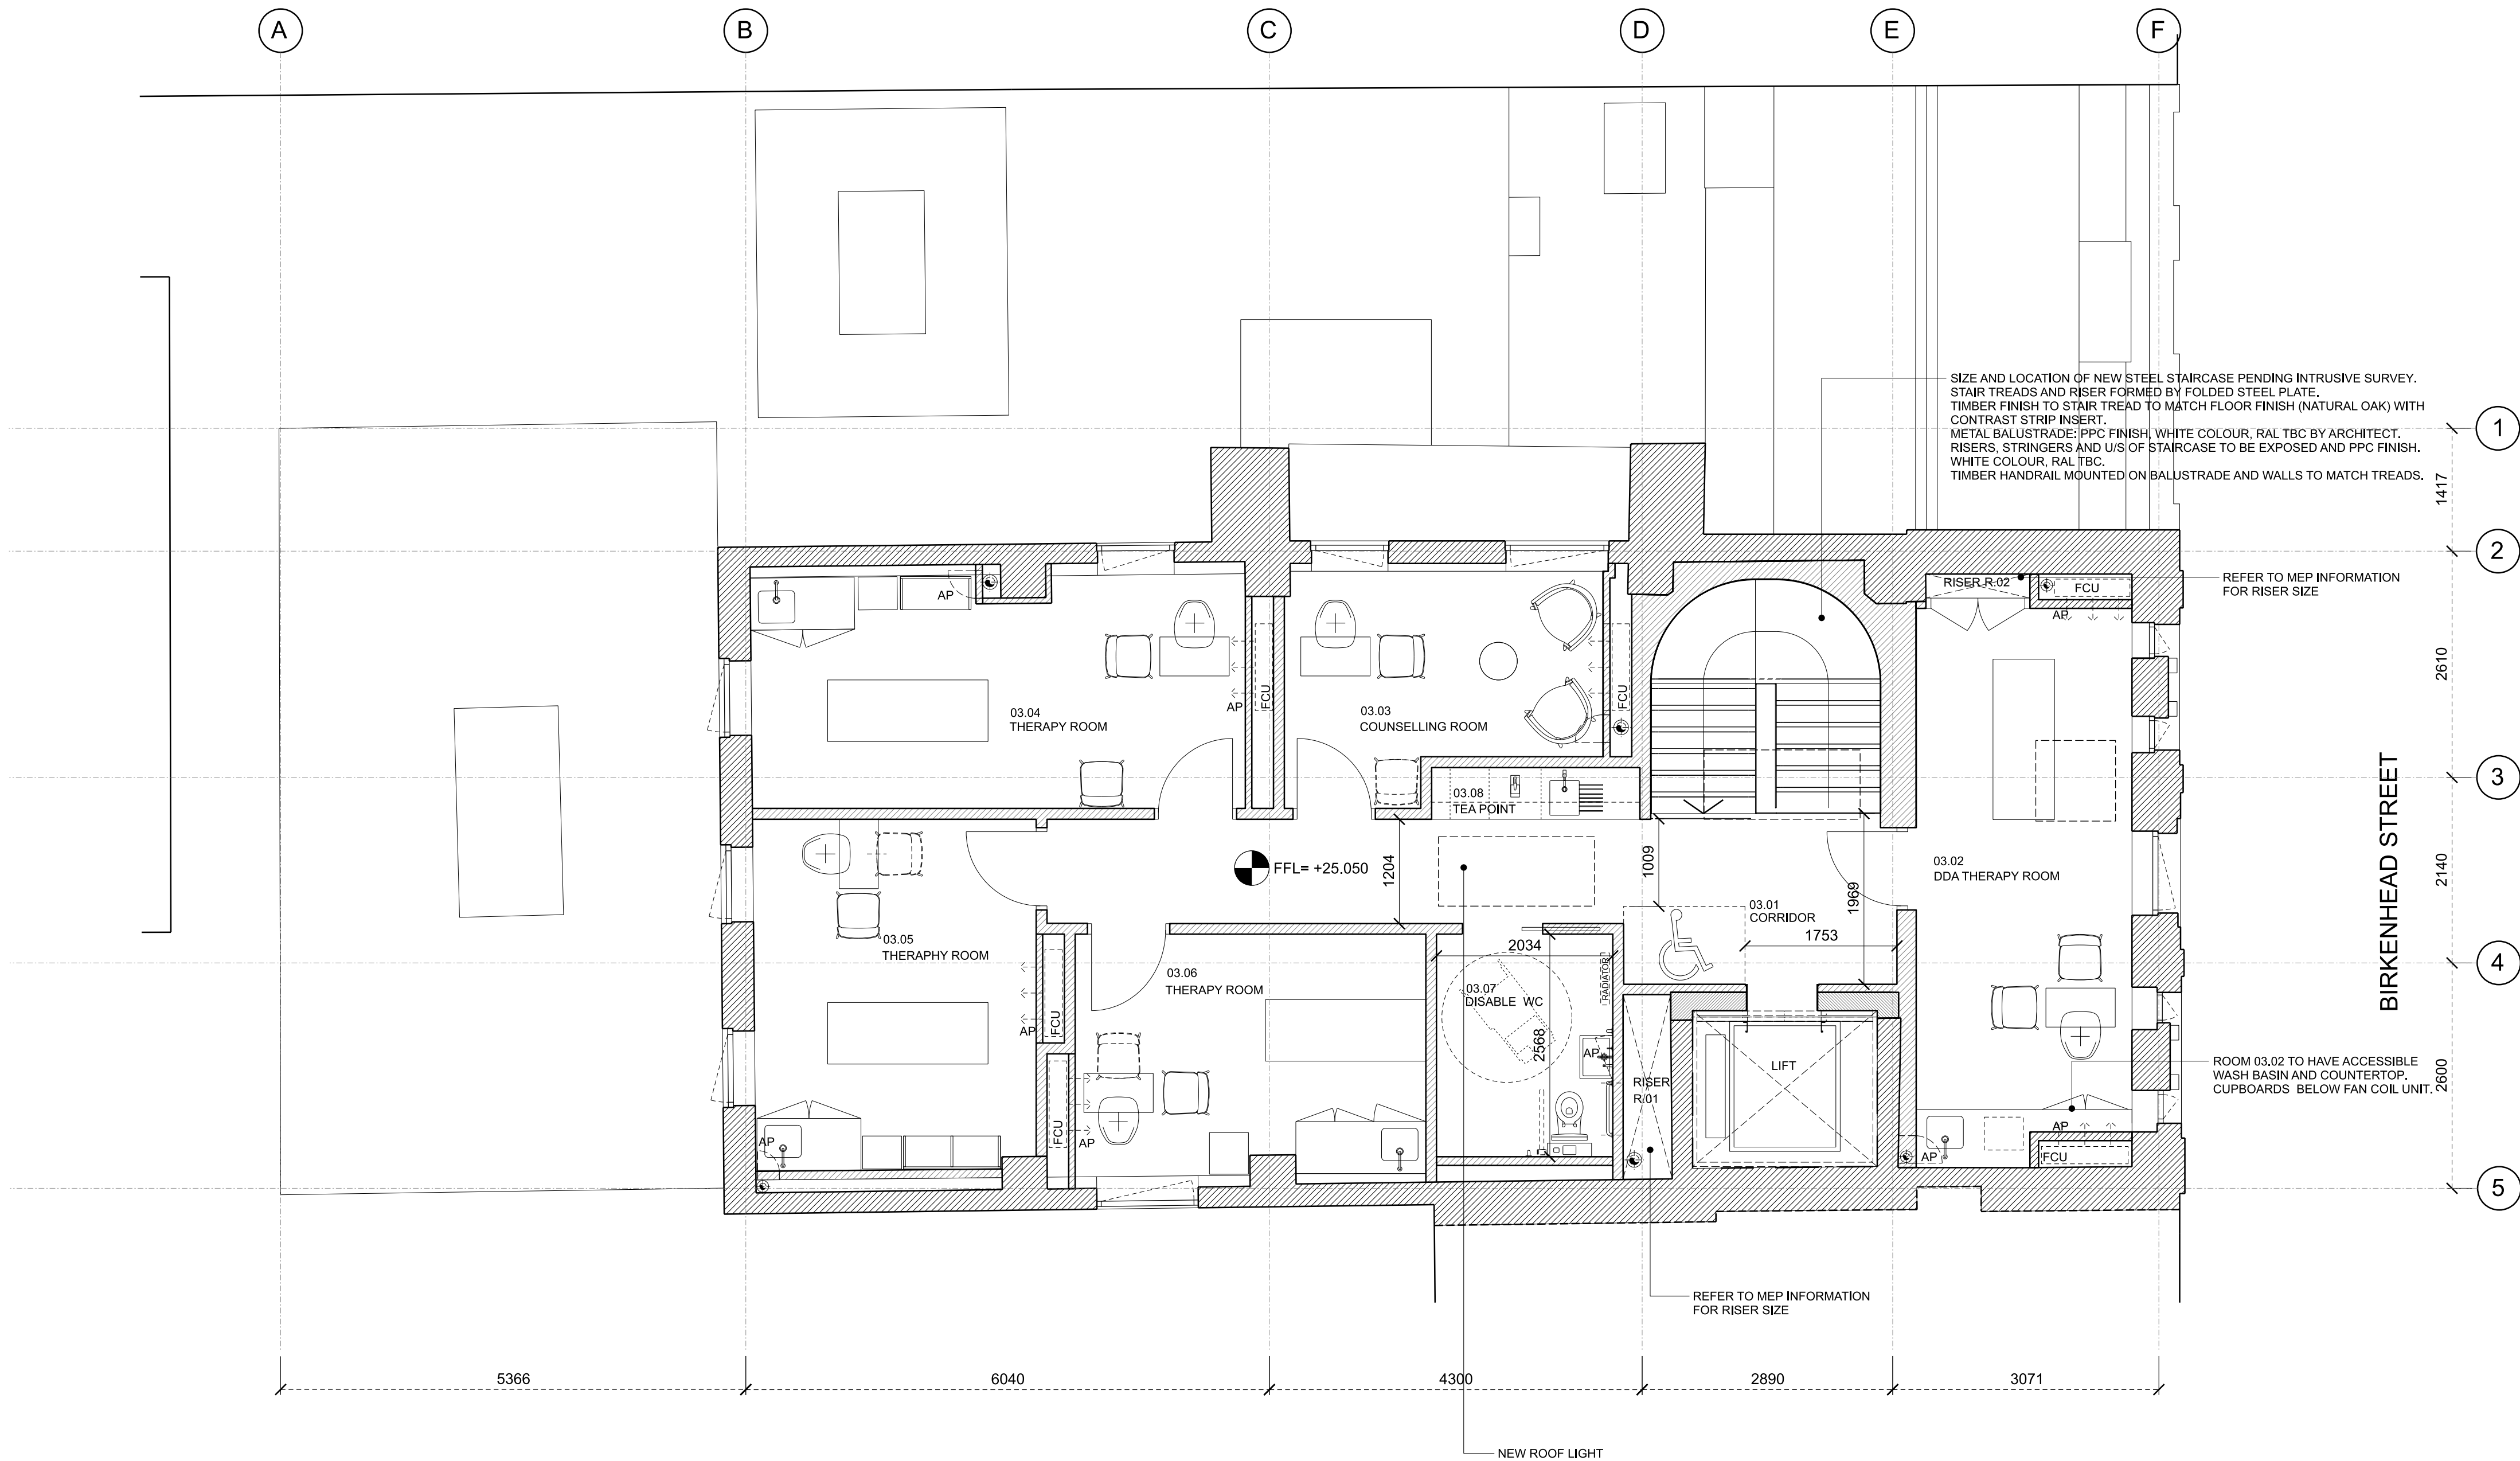 A
B
C
D
E
F
SIZE AND LOCATION OF NEW STEEL STAIRCASE PENDING INTRUSIVE SURVEY.
STAIR TREADS AND RISER FORMED BY FOLDED STEEL PLATE.
TIMBER FINISH TO STAIR TREAD TO MATCH FLOOR FINISH (NATURAL OAK) WITH
CONTRAST STRIP INSERT.
METAL BALUSTRADE: PPC FINISH, WHITE COLOUR, RAL TBC BY ARCHITECT.
RISERS, STRINGERS AND U/S OF STAIRCASE TO BE EXPOSED AND PPC FINISH.
WHITE COLOUR, RAL TBC.
TIMBER HANDRAIL MOUNTED ON BALUSTRADE AND WALLS TO MATCH TREADS.
1
1417
2
REFER TO MEP INFORMATION
FOR RISER SIZE
RISER R.02
FCU
AP
AP
2610
03.04
THERAPY ROOM
AP
FCU
03.03
COUNSELLING ROOM
FCU
3
03.08
TEA POINT
BIRKENHEAD STREET
FFL= +25.050
1204
1009
1969
03.02
DDA THERAPY ROOM
2140
03.01
CORRIDOR
1753
03.05
THERAPHY ROOM
2034
4
03.06
THERAPY ROOM
03.07
DISABLE WC
RADIATOR
AP
FCU
2568
AP
RISER
R.01
LIFT
ROOM 03.02 TO HAVE ACCESSIBLE
WASH BASIN AND COUNTERTOP.
CUPBOARDS BELOW FAN COIL UNIT.
2600
AP
FCU
AP
AP
AP
FCU
5
REFER TO MEP INFORMATION
FOR RISER SIZE
5366
6040
4300
2890
3071
NEW ROOF LIGHT